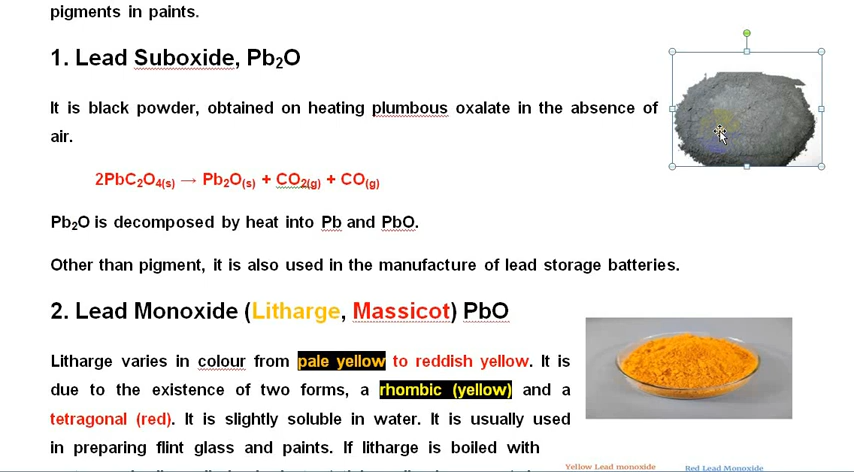 pigments in paints.
1. Lead Suboxide, Pb₂O
It is black powder, obtained on heating plumbous oxalate in the absence of
air.
2PbC₂O₄(s) → Pb₂O(s) + CO₂(g) + CO(g)
Pb₂O is decomposed by heat into Pb and PbO.
Other than pigment, it is also used in the manufacture of lead storage batteries.
2. Lead Monoxide (Litharge, Massicot) PbO
Litharge varies in colour from pale yellow to reddish yellow. It is
due to the existence of two forms, a rhombic (yellow) and a
tetragonal (red). It is slightly soluble in water. It is usually used
in preparing flint glass and paints. If litharge is boiled with
Yellow Lead monoxide Red Lead Monoxide